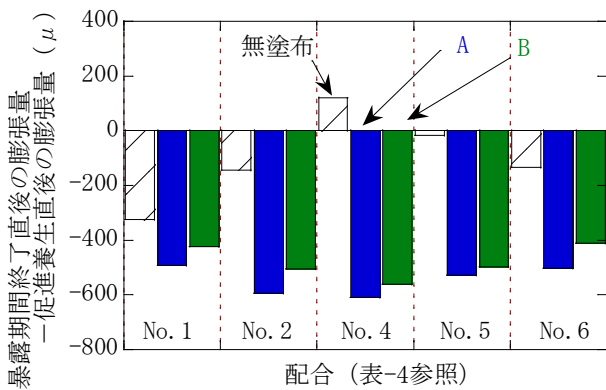 暴露期間終了直後の膨張量
－促進養生直後の膨張量（μ）
400
200
0
-200
-400
-600
-800
無塗布
A
B
No.1
No.2
No.4
No.5
No.6
配合（表-4参照）